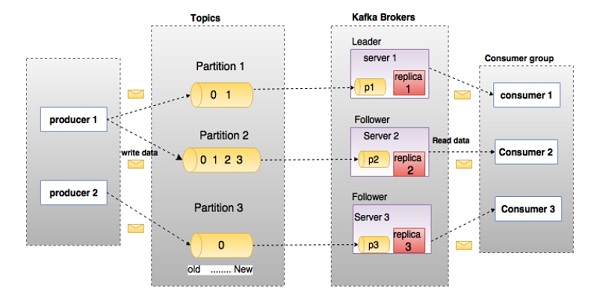 Topics
Kafka Brokers
Consumer group
producer 1
producer 2
write data
Partition 1
0 1
Partition 2
0 1 2 3
Partition 3
0
old ........ New
Leader
server 1
p1
replica
1
Follower
Server 2
p2
replica
2
Follower
Server 3
p3
replica
3
Read data
consumer 1
Consumer 2
Consumer 3